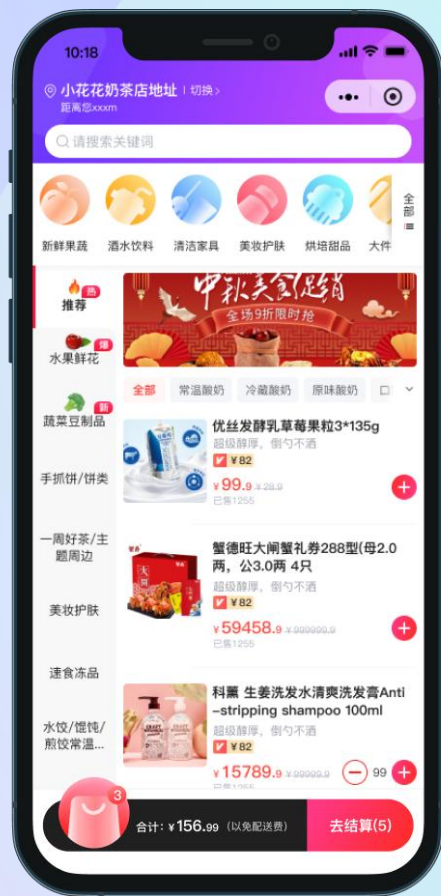 10:18
小花花奶茶店地址 | 切换 >
距离您xxxm
请搜索关键词
新鲜果蔬 酒水饮料 清洁家具 美妆护肤 烘培甜品 大件
全部
热
推荐
爆
水果鲜花
新
蔬菜豆制品
手抓饼/饼类
一周好茶/主
题周边
美妆护肤
速食冻品
水饺/馄饨/
煎饺常温...
中秋美食促销
全场9折限时抢
全部 常温酸奶 冷藏酸奶 原味酸奶 口
优丝发酵乳草莓果粒3*135g
超级醇厚，倒勺不洒
¥82
¥99.9 ¥28.9
已售1255
蟹德旺大闸蟹礼券288型(母2.0
两，公3.0两 4只
超级醇厚，倒勺不洒
¥82
¥59458.9 ¥999999.9
已售1255
科薰 生姜洗发水清爽洗发膏Anti
-stripping shampoo 100ml
超级醇厚，倒勺不洒
¥82
¥15789.9 ¥99999.9
99
已售1255
3
合计: ¥156.99 （以免配送费）
去结算(5)